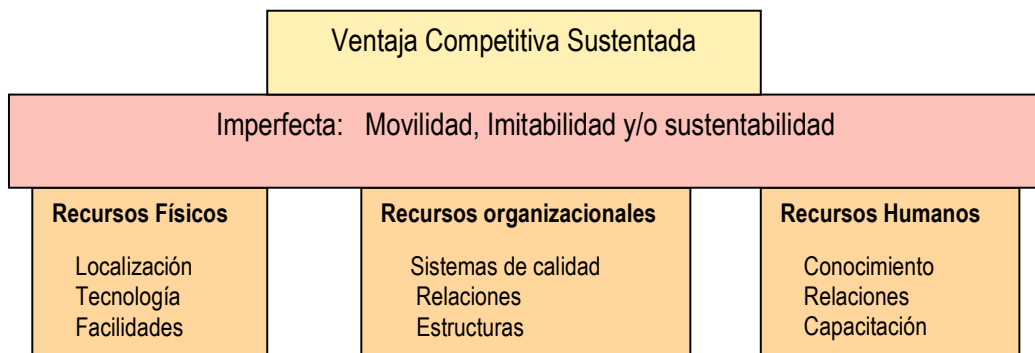 Ventaja Competitiva Sustentada
Imperfecta: Movilidad, Imitabilidad y/o sustentabilidad
Recursos Físicos
Localización
Tecnología
Facilidades
Recursos organizacionales
Sistemas de calidad
Relaciones
Estructuras
Recursos Humanos
Conocimiento
Relaciones
Capacitación